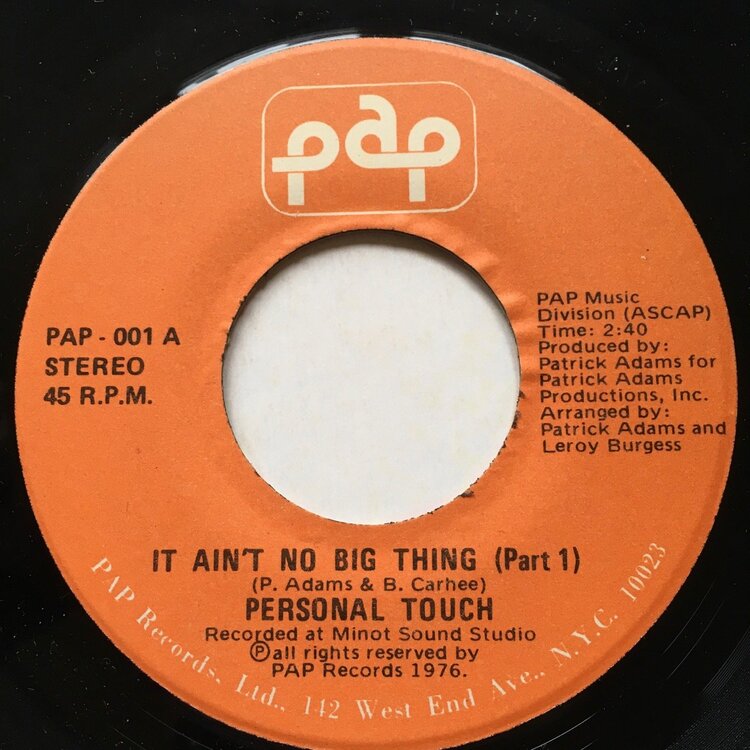 pap
PAP - 001 A
STEREO
45 R.P.M.
PAP Music
Division (ASCAP)
Time: 2:40
Produced by:
Patrick Adams for
Patrick Adams
Productions, Inc.
Arranged by:
Patrick Adams and
Leroy Burgess
IT AIN'T NO BIG THING (Part 1)
(P. Adams & B. Carhee)
PERSONAL TOUCH
Recorded at Minot Sound Studio
Ⓟall rights reserved by
PAP Records 1976.
PAP Records, Ltd., 142 West End Ave., N.Y.C. 10023